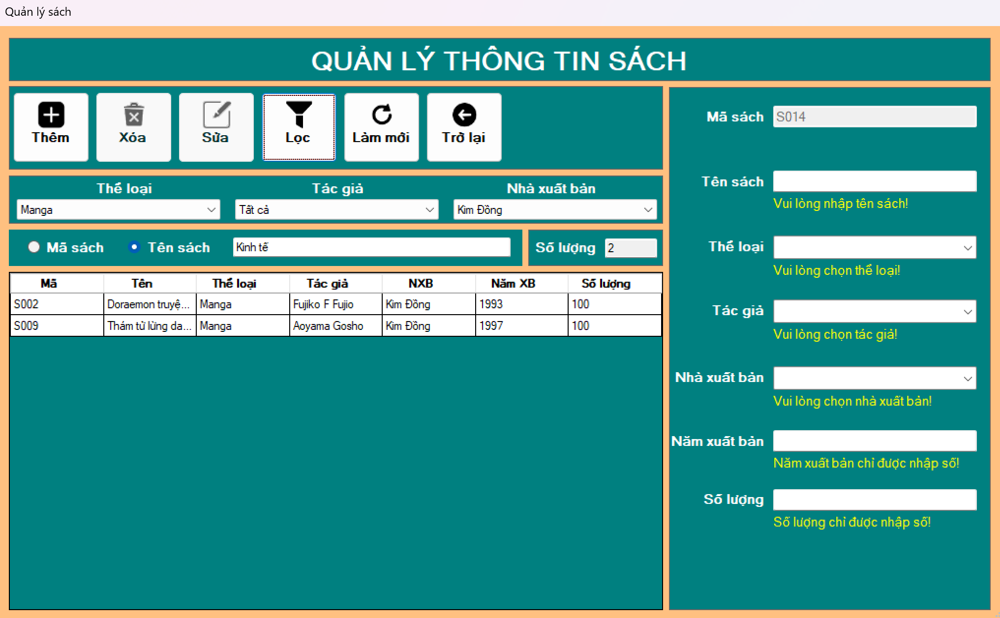 Quản lý sách
QUẢN LÝ THÔNG TIN SÁCH
Thêm
Xóa
Sửa
Lọc
Làm mới
Trở lại
Thể loại
Tác giả
Nhà xuất bản
Manga
Tất cả
Kim Đồng
Mã sách
Tên sách
Kinh tế
Số lượng
2
Mã Tên Thể loại Tác giả NXB Năm XB Số lượng
S002 Doraemon truyệ... Manga Fujiko F Fujio Kim Đồng 1993 100
S009 Thám tử lừng da... Manga Aoyama Gosho Kim Đồng 1997 100
Mã sách S014
Tên sách
Vui lòng nhập tên sách!
Thể loại
Vui lòng chọn thể loại!
Tác giả
Vui lòng chọn tác giả!
Nhà xuất bản
Vui lòng chọn nhà xuất bản!
Năm xuất bản
Năm xuất bản chỉ được nhập số!
Số lượng
Số lượng chỉ được nhập số!